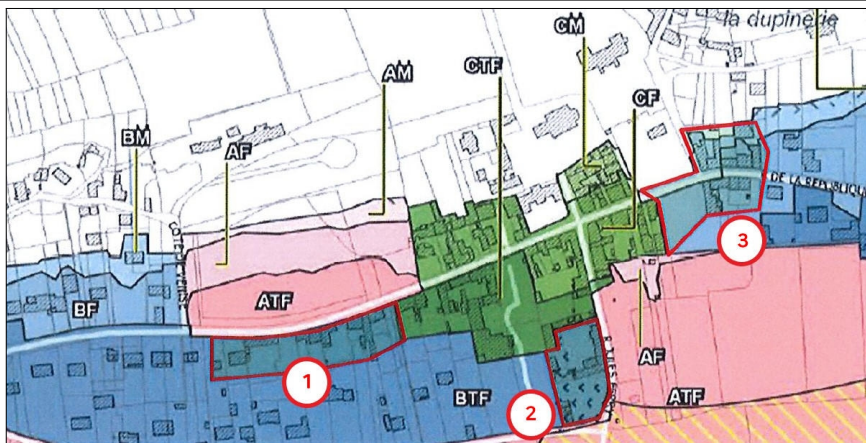 la dupinerie
CM
CTF
AM
CF
BM
AF
DE LA REPUBLIQUE
3
ATF
BF
AF
1
ATF
BTF
2